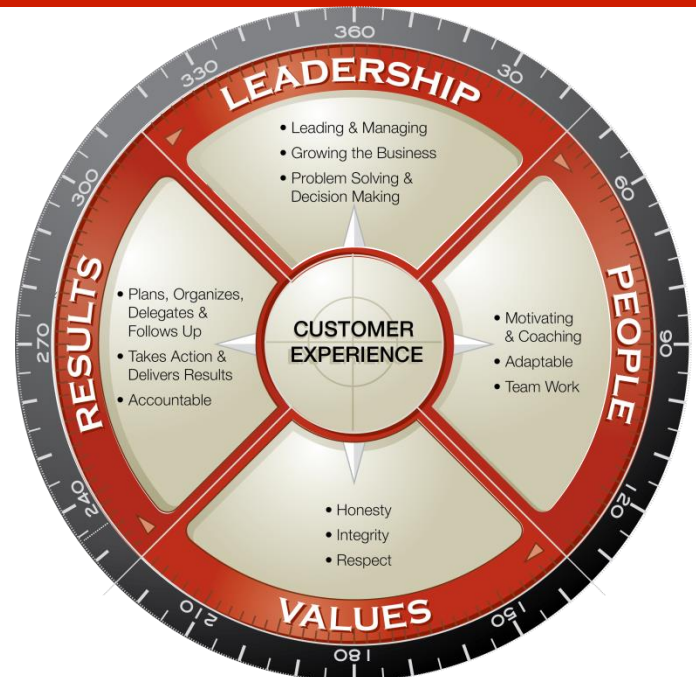 360
30
60
90
120
150
180
210
240
270
300
330
LEADERSHIP
• Leading & Managing
• Growing the Business
• Problem Solving &
Decision Making
PEOPLE
• Motivating
& Coaching
• Adaptable
• Team Work
VALUES
• Honesty
• Integrity
• Respect
RESULTS
• Plans, Organizes,
Delegates &
Follows Up
• Takes Action &
Delivers Results
• Accountable
CUSTOMER
EXPERIENCE